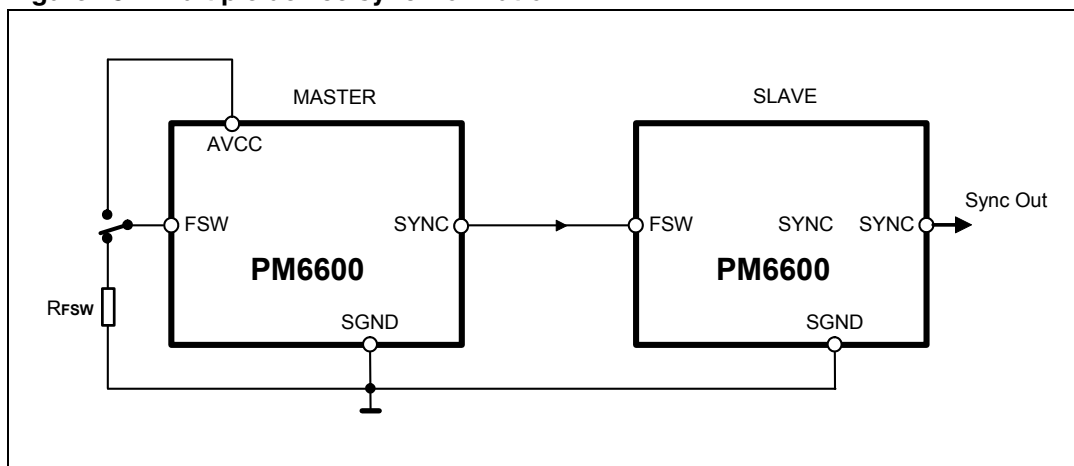 MASTER
SLAVE
AVCC
FSW
SYNC
FSW
SYNC
SYNC
Sync Out
PM6600
PM6600
RFSW
SGND
SGND